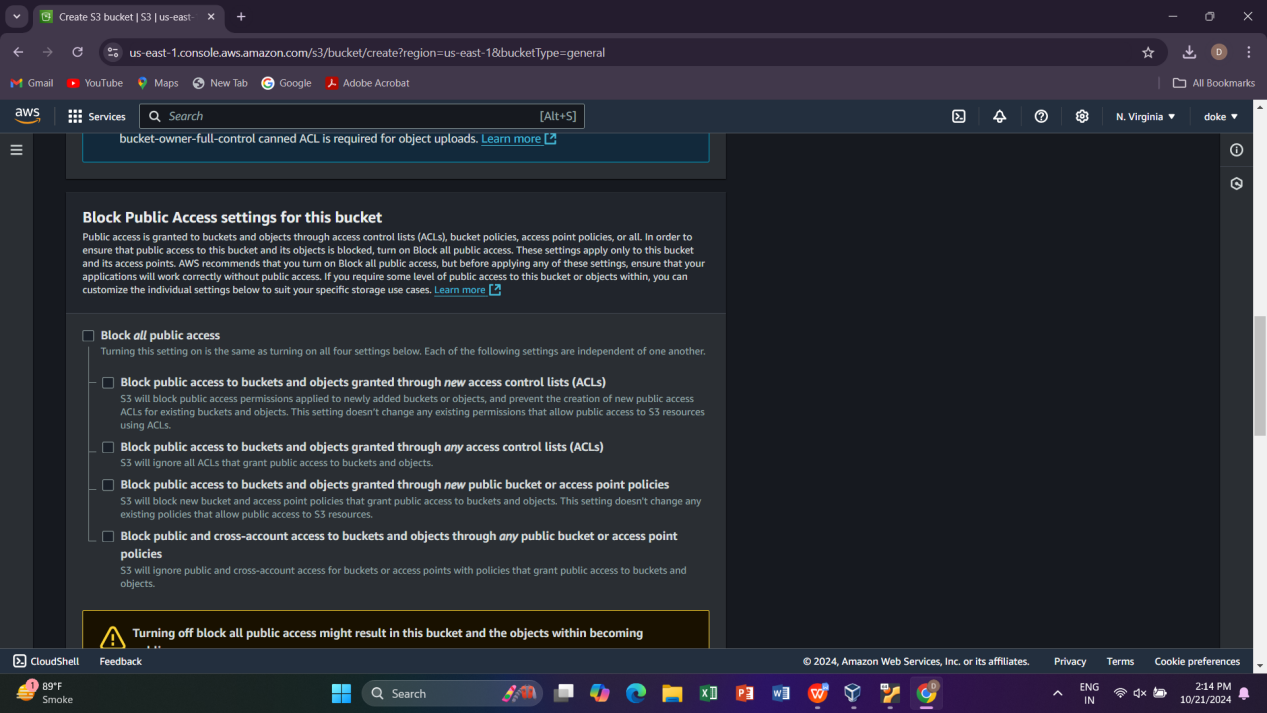 Create S3 bucket | S3 | us-east-
us-east-1.console.aws.amazon.com/s3/bucket/create?region=us-east-1&bucketType=general
D
Gmail
YouTube
Maps
New Tab
Google
Adobe Acrobat
All Bookmarks
aws
Services
Search
[Alt+S]
N. Virginia
doke
bucket-owner-full-control canned ACL is required for object uploads. Learn more
Block Public Access settings for this bucket
Public access is granted to buckets and objects through access control lists (ACLs), bucket policies, access point policies, or all. In order to
ensure that public access to this bucket and its objects is blocked, turn on Block all public access. These settings apply only to this bucket
and its access points. AWS recommends that you turn on Block all public access, but before applying any of these settings, ensure that your
applications will work correctly without public access. If you require some level of public access to this bucket or objects within, you can
customize the individual settings below to suit your specific storage use cases. Learn more
Block all public access
Turning this setting on is the same as turning on all four settings below. Each of the following settings are independent of one another.
Block public access to buckets and objects granted through new access control lists (ACLs)
S3 will block public access permissions applied to newly added buckets or objects, and prevent the creation of new public access
ACLs for existing buckets and objects. This setting doesn't change any existing permissions that allow public access to S3 resources
using ACLs.
Block public access to buckets and objects granted through any access control lists (ACLs)
S3 will ignore all ACLs that grant public access to buckets and objects.
Block public access to buckets and objects granted through new public bucket or access point policies
S3 will block new bucket and access point policies that grant public access to buckets and objects. This setting doesn't change any
existing policies that allow public access to S3 resources.
Block public and cross-account access to buckets and objects through any public bucket or access point
policies
S3 will ignore public and cross-account access for buckets or access points with policies that grant public access to buckets and
objects.
Turning off block all public access might result in this bucket and the objects within becoming
CloudShell
Feedback
© 2024, Amazon Web Services, Inc. or its affiliates.
Privacy
Terms
Cookie preferences
1
89°F
Smoke
Search
ENG
IN
2:14 PM
10/21/2024